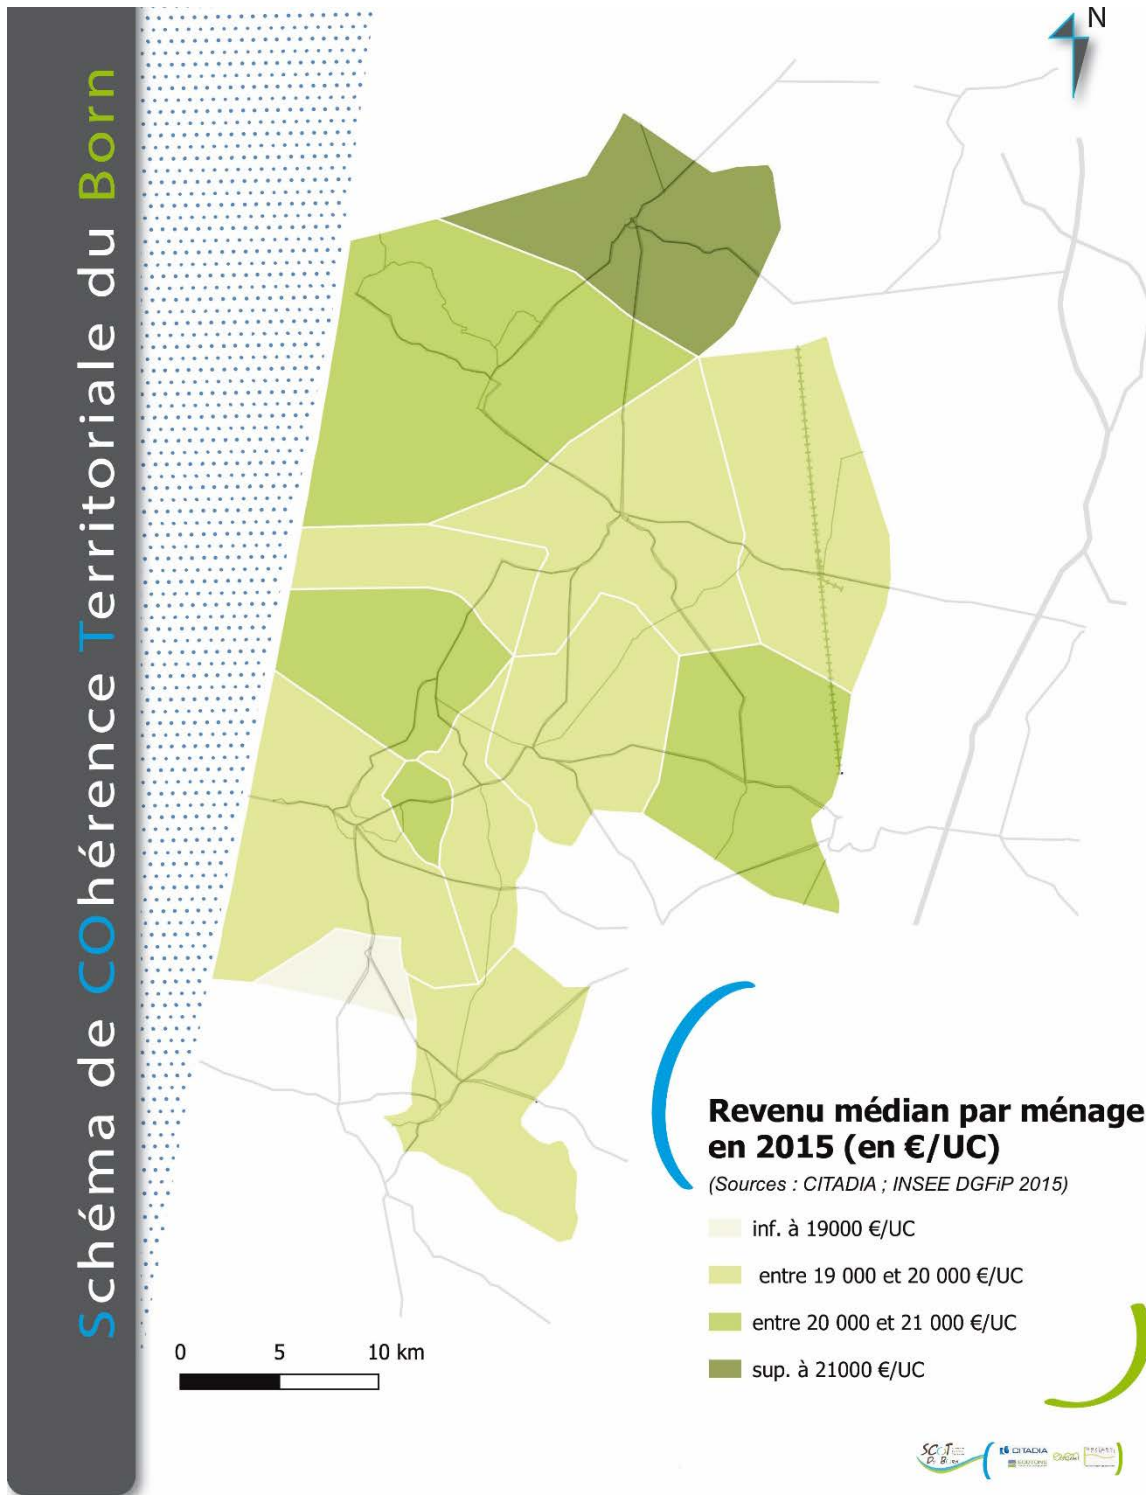 Schéma de COhérence Territoriale du Born
N
Revenu médian par ménage
en 2015 (en €/UC)
(Sources : CITADIA ; INSEE DGFiP 2015)
inf. à 19000 €/UC
entre 19 000 et 20 000 €/UC
entre 20 000 et 21 000 €/UC
sup. à 21000 €/UC
0 5 10 km
SCOT
CITADIA